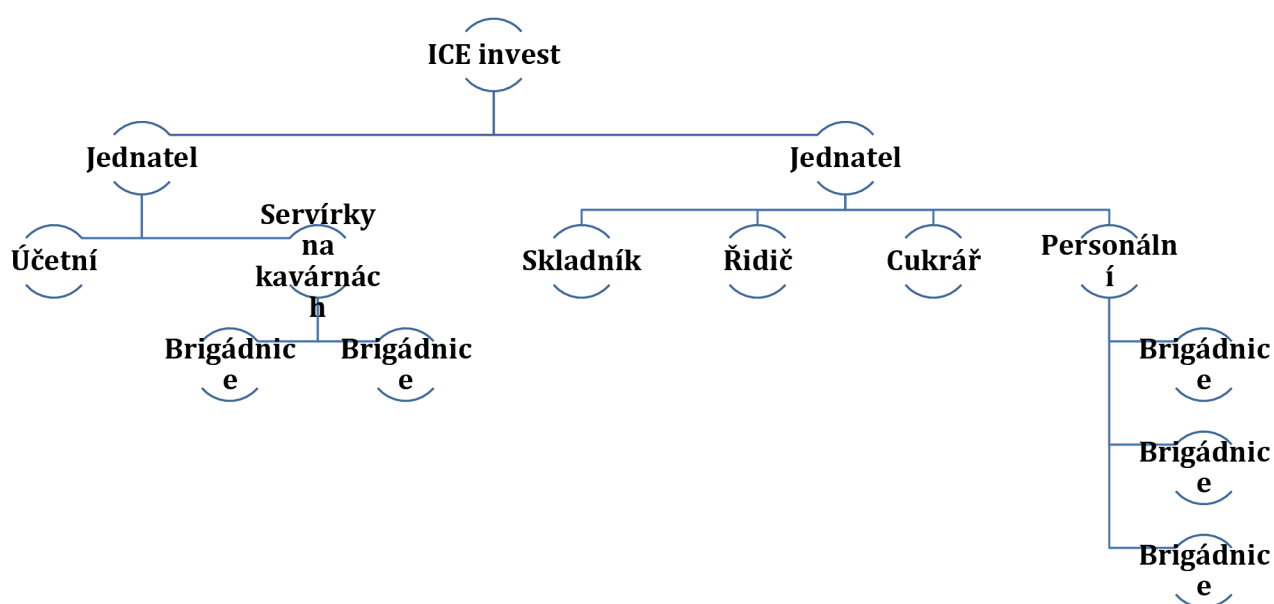 ICE invest
Jednatel
Jednatel
Účetní
Servírky
na
kavárnác
h
Skladník
Řidič
Cukrář
Personáln
í
Brigádnic
e
Brigádnic
e
Brigádnic
e
Brigádnic
e
Brigádnic
e